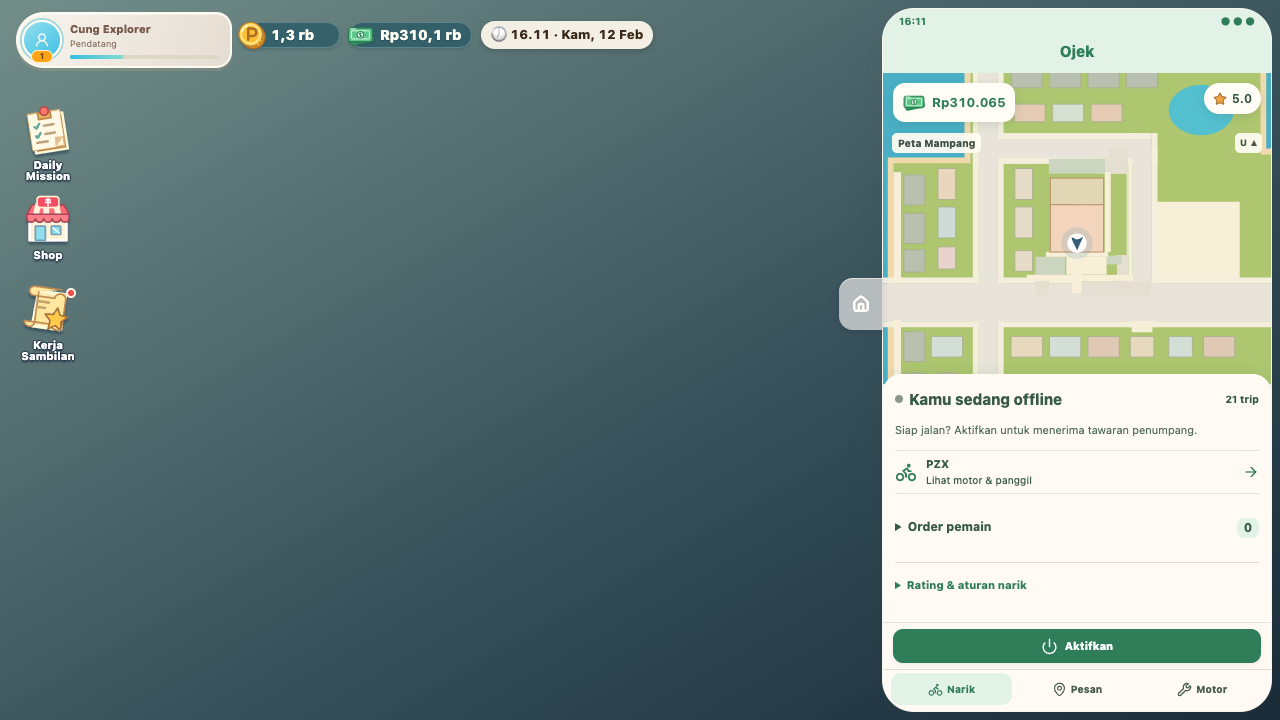 Cung Explorer
Pendatang
1
1,3 rb
Rp310,1 rb
16.11 · Kam, 12 Feb
Daily
Mission
Shop
Kerja
Sambilan
16:11
Ojek
Rp310.065
5.0
Peta Mampang
U ▲
Kamu sedang offline
21 trip
Siap jalan? Aktifkan untuk menerima tawaran penumpang.
PZX
Lihat motor & panggil
Order pemain
0
Rating & aturan narik
Aktifkan
Narik
Pesan
Motor